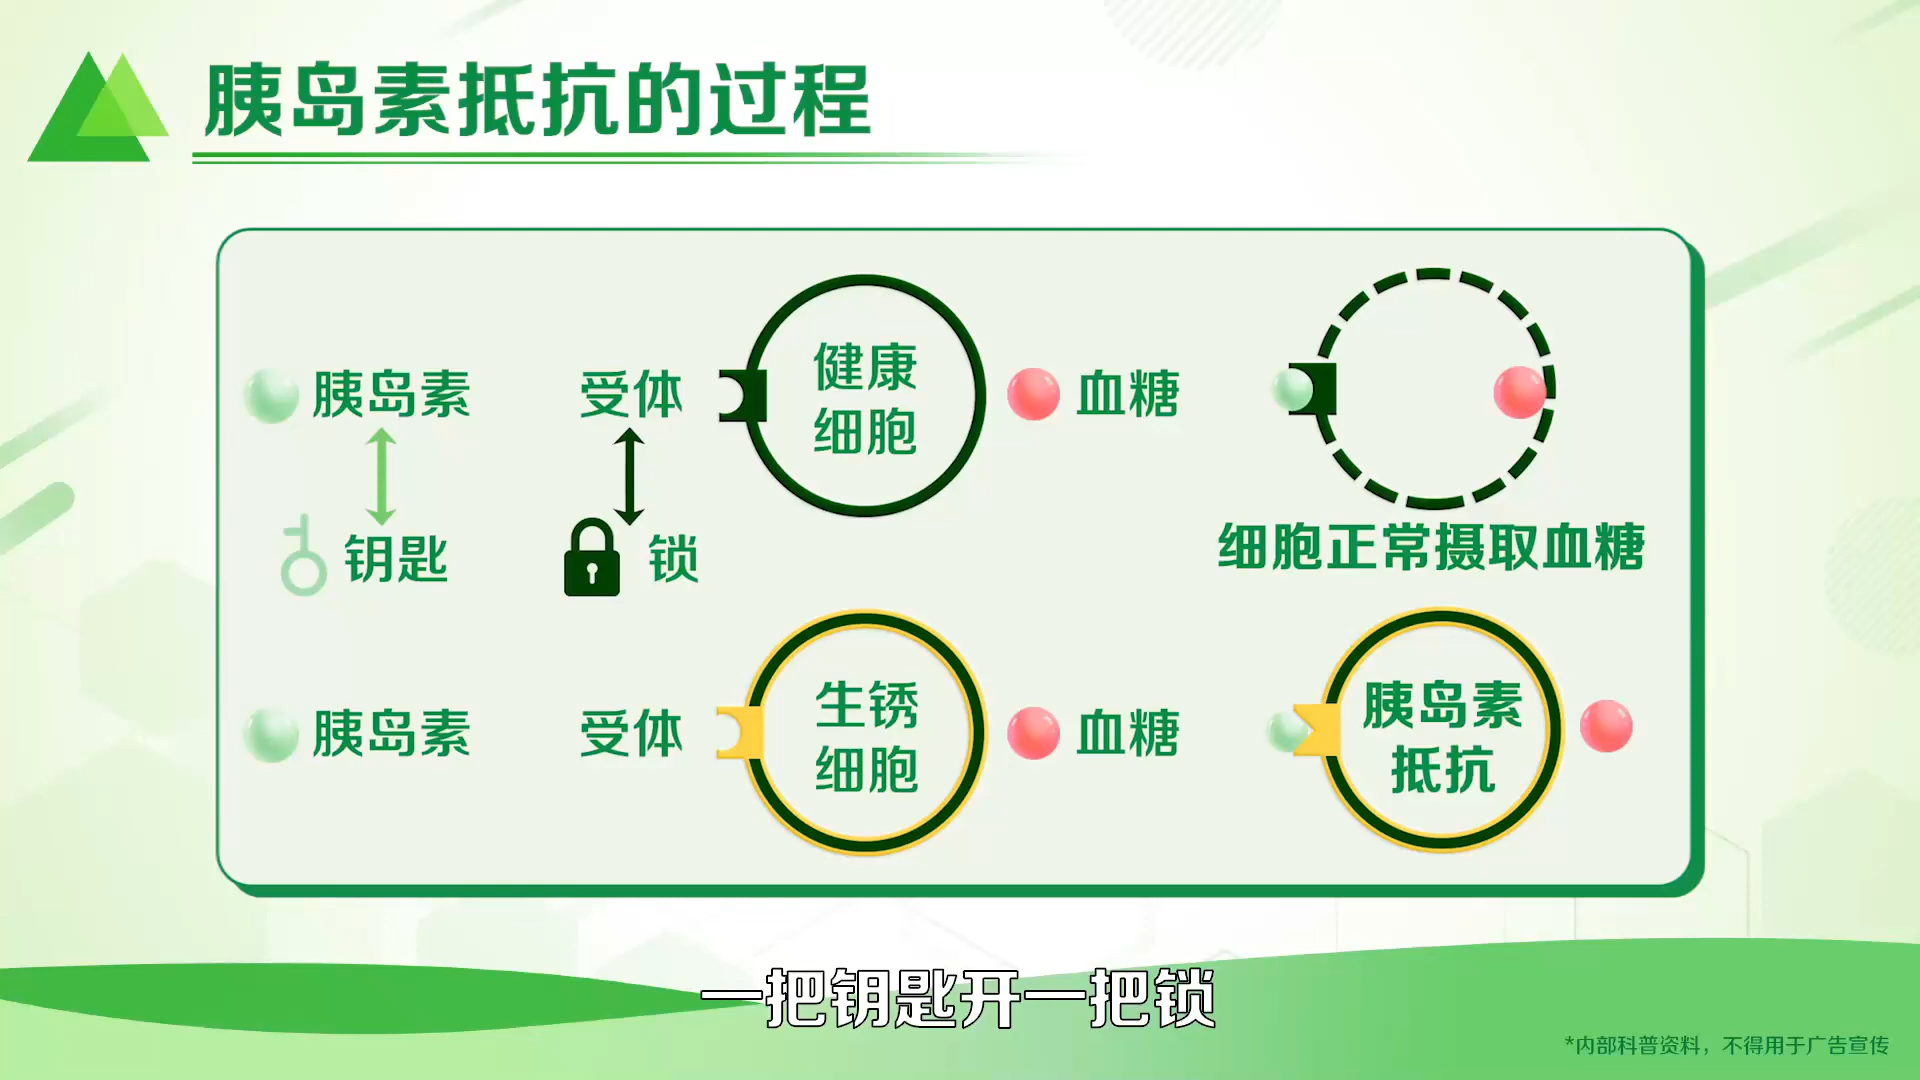 胰岛素抵抗的过程
胰岛素
受体
健康
细胞
血糖
钥匙
锁
细胞正常摄取血糖
胰岛素
受体
生锈
细胞
血糖
胰岛素
抵抗
一把钥匙开一把锁
*内部科普资料，不得用于广告宣传